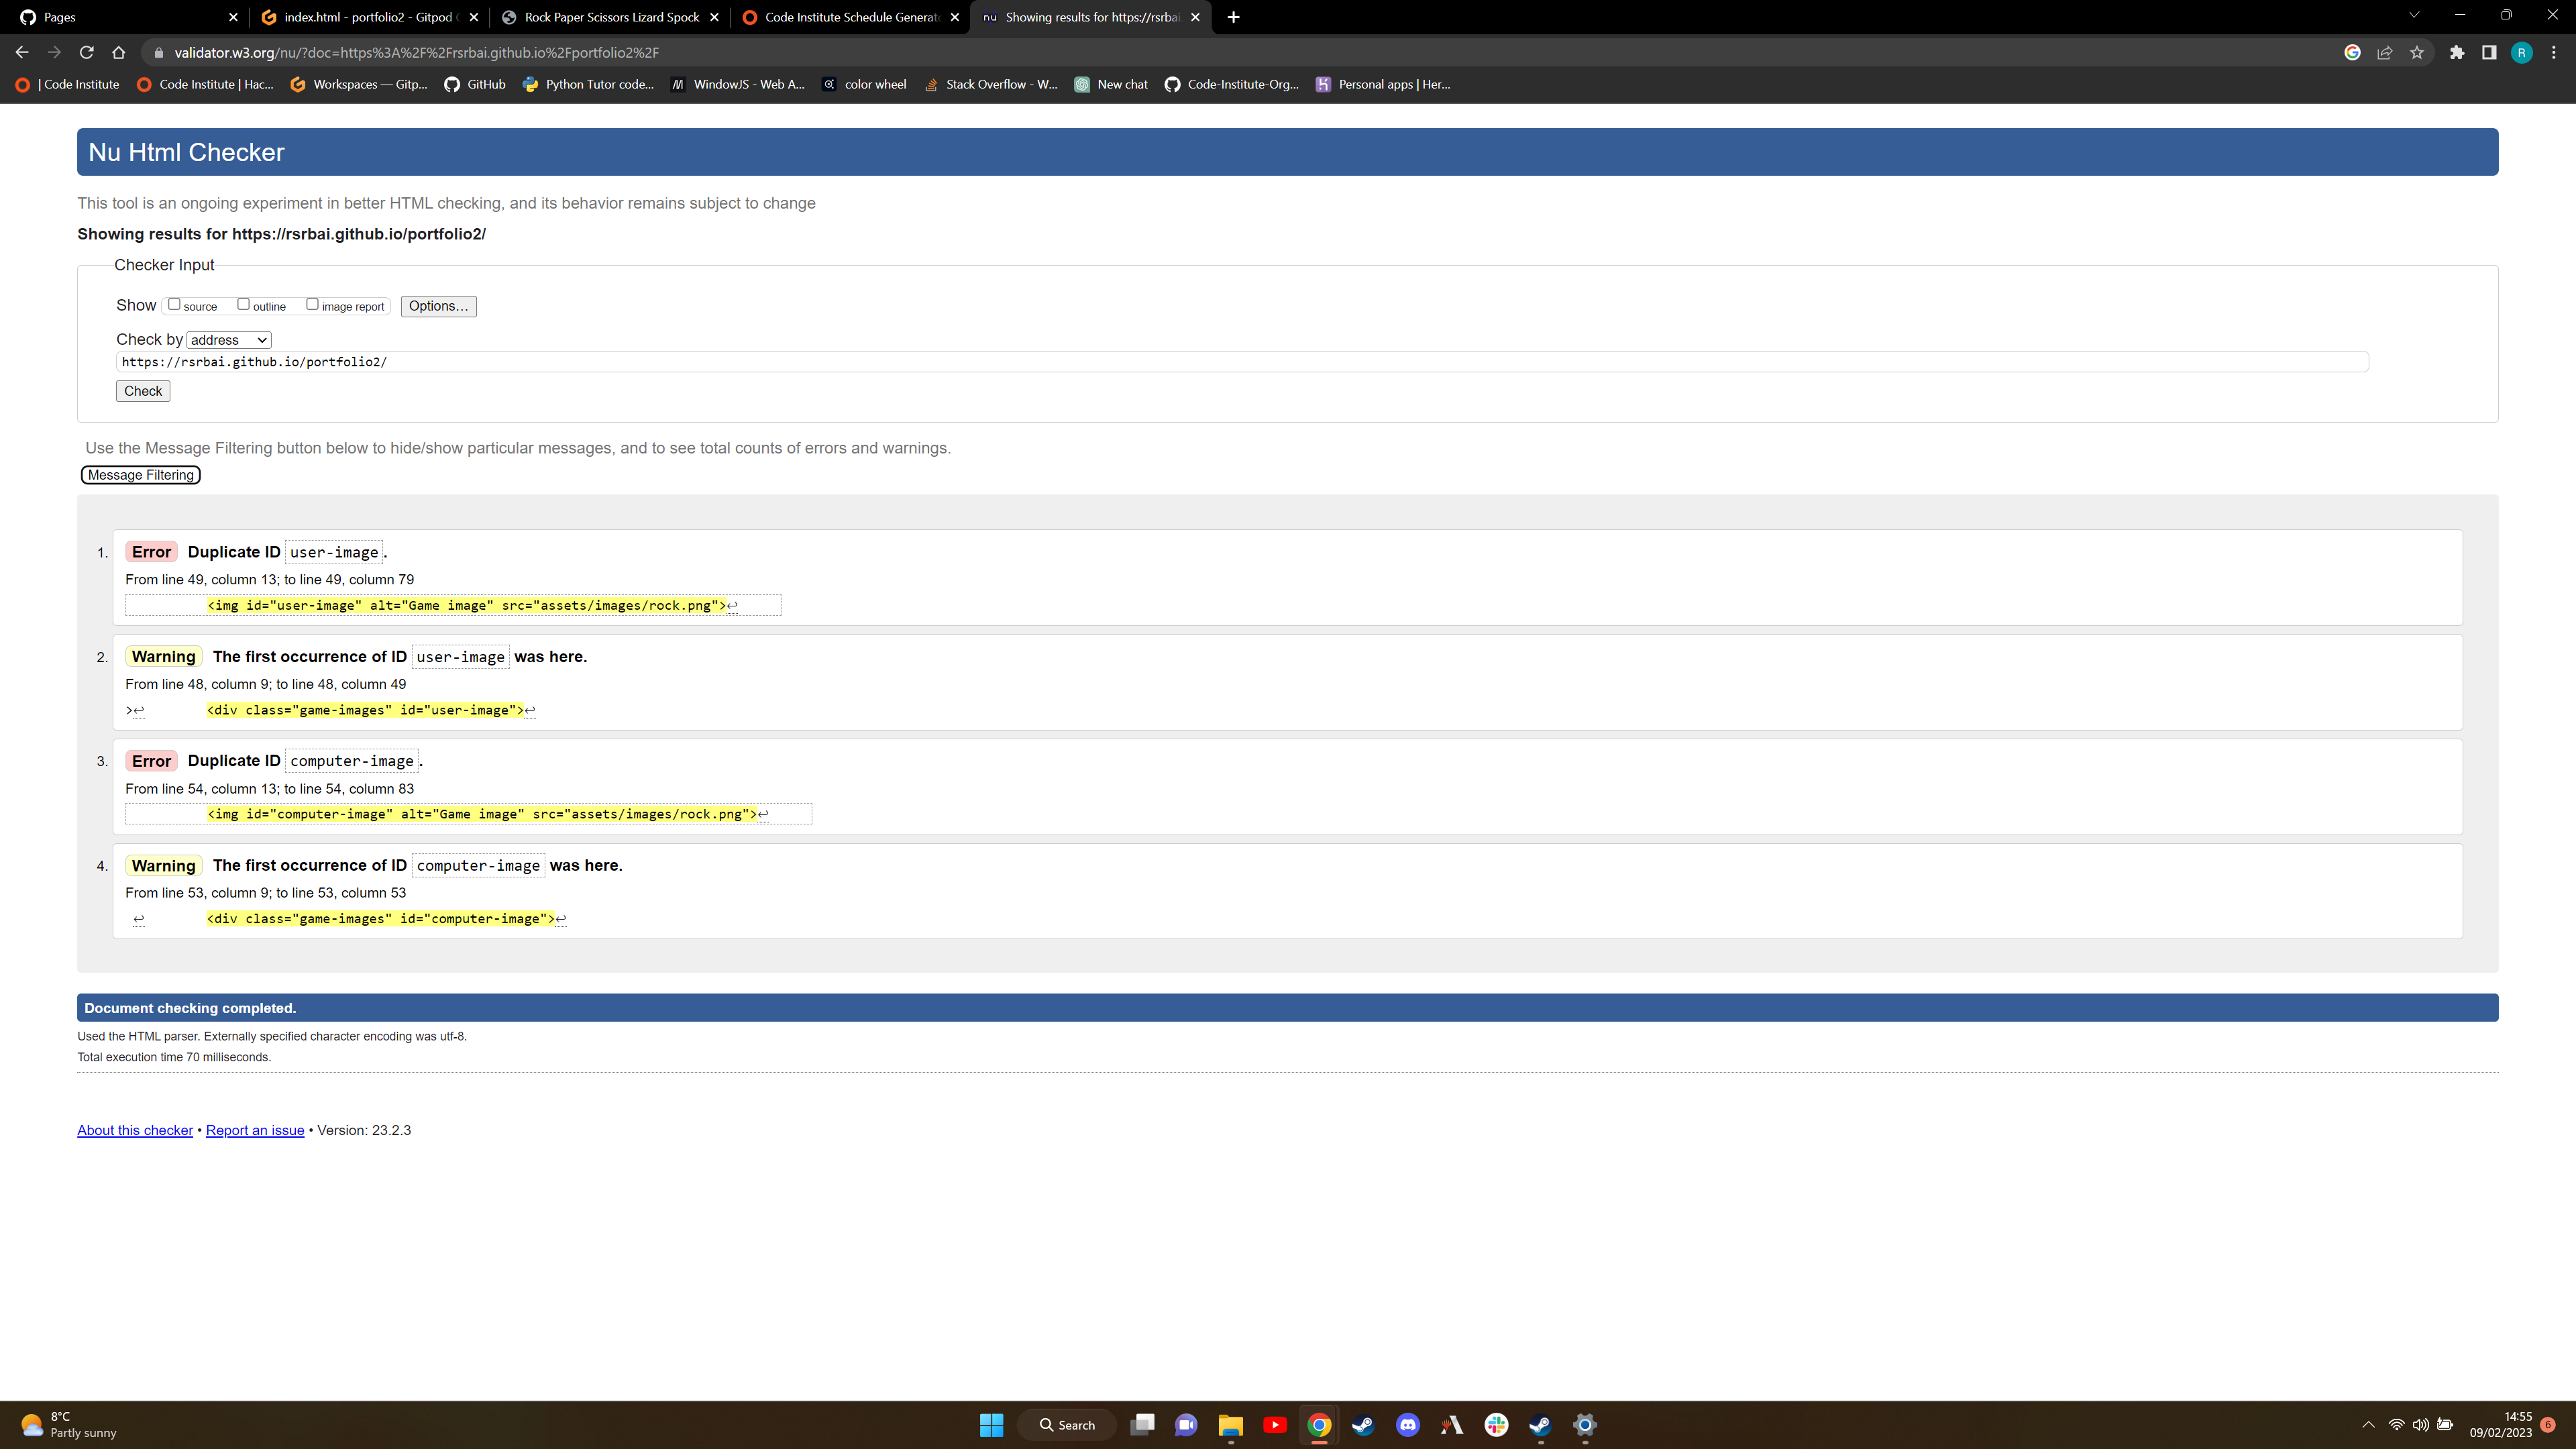 Pages
index.html - portfolio2 - Gitpod
Rock Paper Scissors Lizard Spock
Code Institute Schedule Generat
Showing results for https://rsrbai
validator.w3.org/nu/?doc=https%3A%2F%2Frsrbai.github.io%2Fportfolio2%2F
R
| Code Institute
Code Institute | Hac...
Workspaces — Gitp...
GitHub
Python Tutor code...
WindowJS - Web A...
color wheel
Stack Overflow - W...
New chat
Code-Institute-Org...
Personal apps | Her...
Nu Html Checker
This tool is an ongoing experiment in better HTML checking, and its behavior remains subject to change
Showing results for https://rsrbai.github.io/portfolio2/
Checker Input
Show source outline image report Options...
Check by address
https://rsrbai.github.io/portfolio2/
Check
Use the Message Filtering button below to hide/show particular messages, and to see total counts of errors and warnings.
Message Filtering
1. Error Duplicate ID user-image.
From line 49, column 13; to line 49, column 79
<img id="user-image" alt="Game image" src="assets/images/rock.png">↩
2. Warning The first occurrence of ID user-image was here.
From line 48, column 9; to line 48, column 49
>↩ <div class="game-images" id="user-image">↩
3. Error Duplicate ID computer-image.
From line 54, column 13; to line 54, column 83
<img id="computer-image" alt="Game image" src="assets/images/rock.png">↩
4. Warning The first occurrence of ID computer-image was here.
From line 53, column 9; to line 53, column 53
↩ <div class="game-images" id="computer-image">↩
Document checking completed.
Used the HTML parser. Externally specified character encoding was utf-8.
Total execution time 70 milliseconds.
About this checker • Report an issue • Version: 23.2.3
8°C
Partly sunny
Search
14:55
09/02/2023
6